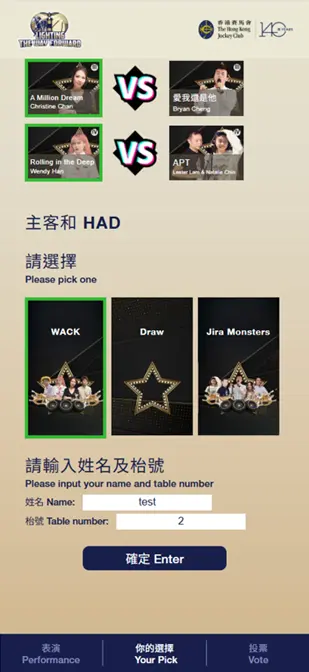 LIGHTING
THE WAY FORWARD
香港賽馬會
The Hong Kong
Jockey Club
140
A Million Dream
Christine Chan
VS
愛我還是他
Bryan Cheng
Rolling in the Deep
Wendy Han
VS
APT
Lester Lam & Natalie Chin
主客和 HAD
請選擇
Please pick one
WACK
Draw
Jira Monsters
請輸入姓名及枱號
Please input your name and table number
姓名 Name: test
枱號 Table number: 2
確定 Enter
表演
Performance
你的選擇
Your Pick
投票
Vote